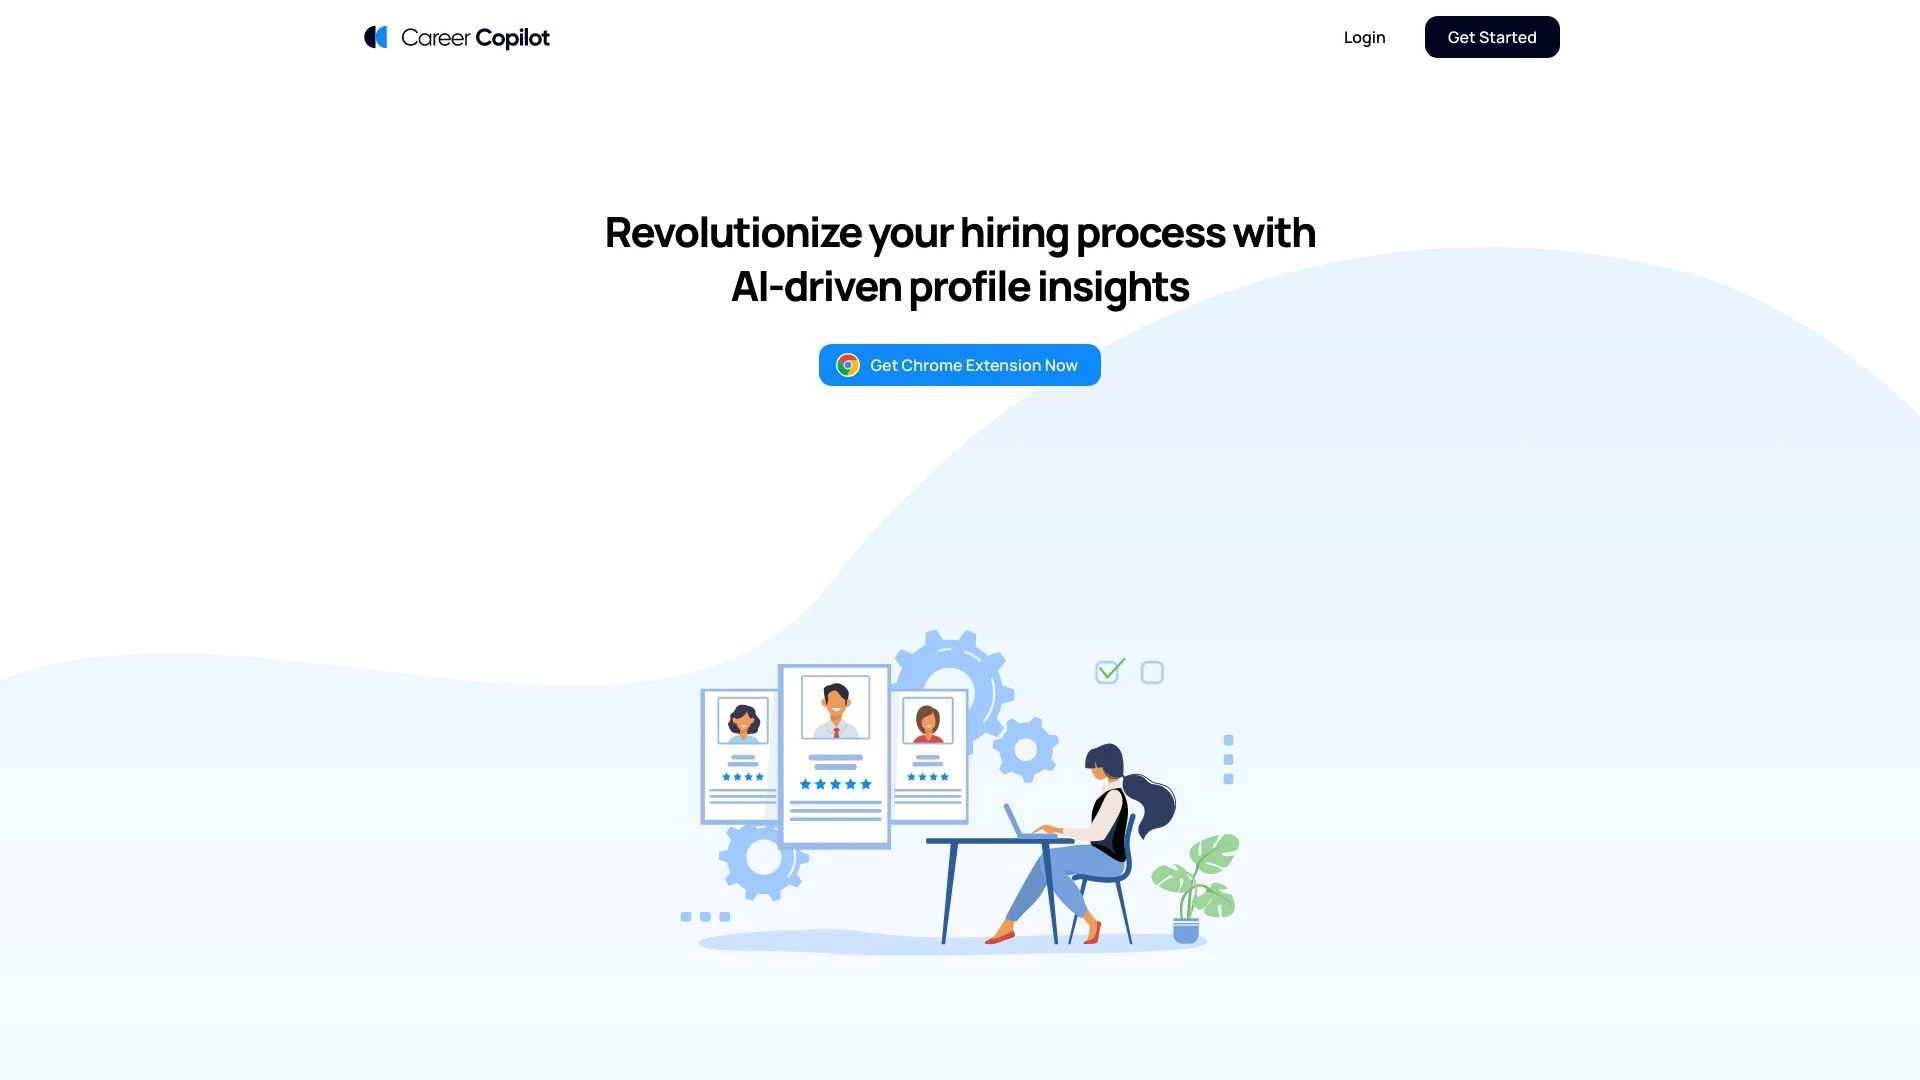 Career Copilot
Login
Get Started
Revolutionize your hiring process with
AI-driven profile insights
Get Chrome Extension Now